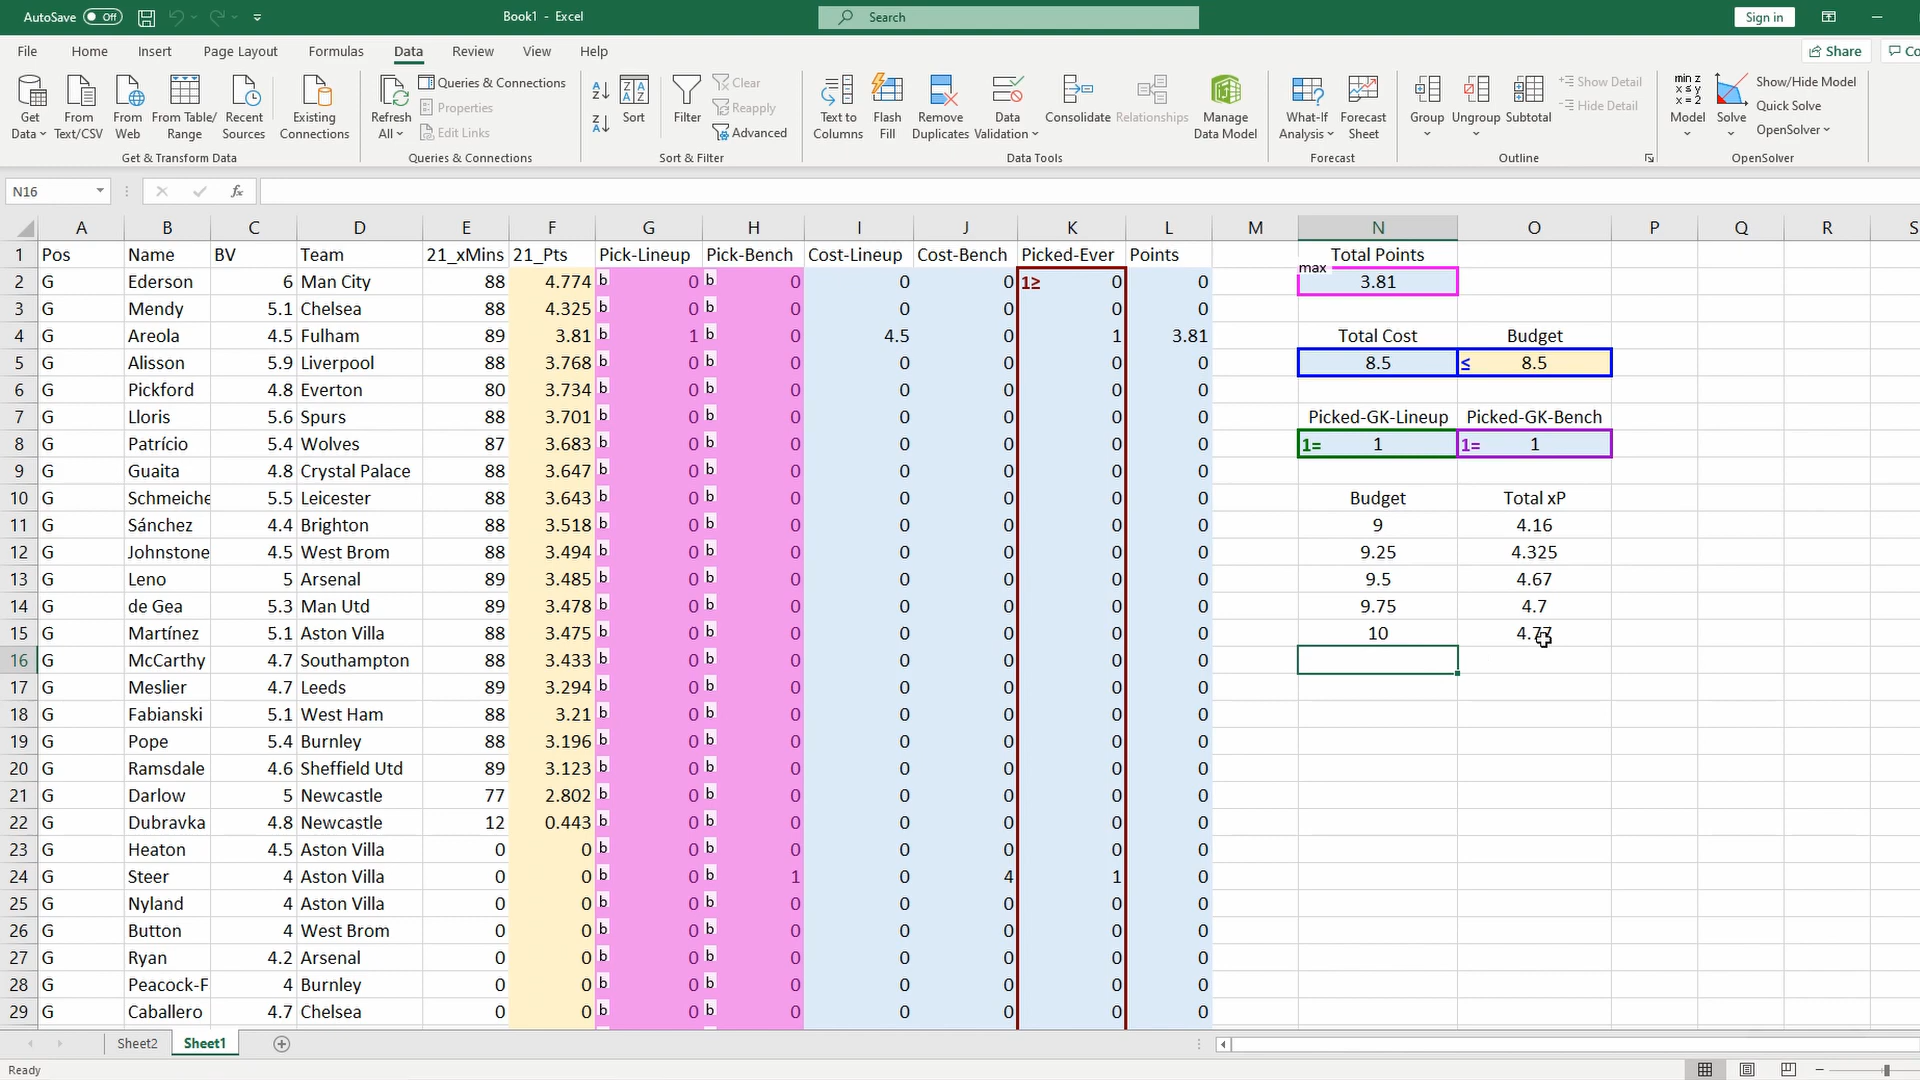 AutoSave Off Book1 - Excel Search Sign in
File Home Insert Page Layout Formulas Data Review View Help Share Co
Get Data From Text/CSV From Web From Table/ Range Recent Sources Existing Connections
Refresh All Queries & Connections Properties Edit Links
Sort Filter Clear Reapply Advanced
Text to Columns Flash Fill Remove Duplicates Data Validation Consolidate Relationships Manage Data Model
What-If Analysis Forecast Sheet Group Ungroup Subtotal Show Detail Hide Detail
min z x ≤ y x = 2 Model Solve Show/Hide Model Quick Solve OpenSolver
Get & Transform Data Queries & Connections Sort & Filter Data Tools Forecast Outline OpenSolver
N16 fx
A B C D E F G H I J K L M N O P Q R S
1 Pos Name BV Team 21_xMins 21_Pts Pick-Lineup Pick-Bench Cost-Lineup Cost-Bench Picked-Ever Points Total Points
2 G Ederson 6 Man City 88 4.774 b 0 b 0 0 0 1≥ 0 0 max 3.81
3 G Mendy 5.1 Chelsea 88 4.325 b 0 b 0 0 0 0 0
4 G Areola 4.5 Fulham 89 3.81 b 1 b 0 4.5 0 1 3.81 Total Cost Budget
5 G Alisson 5.9 Liverpool 88 3.768 b 0 b 0 0 0 0 0 8.5 ≤ 8.5
6 G Pickford 4.8 Everton 80 3.734 b 0 b 0 0 0 0 0
7 G Lloris 5.6 Spurs 88 3.701 b 0 b 0 0 0 0 0 Picked-GK-Lineup Picked-GK-Bench
8 G Patrício 5.4 Wolves 87 3.683 b 0 b 0 0 0 0 0 1= 1 1= 1
9 G Guaita 4.8 Crystal Palace 88 3.647 b 0 b 0 0 0 0 0
10 G Schmeiche 5.5 Leicester 88 3.643 b 0 b 0 0 0 0 0 Budget Total xP
11 G Sánchez 4.4 Brighton 88 3.518 b 0 b 0 0 0 0 0 9 4.16
12 G Johnstone 4.5 West Brom 88 3.494 b 0 b 0 0 0 0 0 9.25 4.325
13 G Leno 5 Arsenal 89 3.485 b 0 b 0 0 0 0 0 9.5 4.67
14 G de Gea 5.3 Man Utd 89 3.478 b 0 b 0 0 0 0 0 9.75 4.7
15 G Martínez 5.1 Aston Villa 88 3.475 b 0 b 0 0 0 0 0 10 4.77
16 G McCarthy 4.7 Southampton 88 3.433 b 0 b 0 0 0 0 0
17 G Meslier 4.7 Leeds 89 3.294 b 0 b 0 0 0 0 0
18 G Fabianski 5.1 West Ham 88 3.21 b 0 b 0 0 0 0 0
19 G Pope 5.4 Burnley 88 3.196 b 0 b 0 0 0 0 0
20 G Ramsdale 4.6 Sheffield Utd 89 3.123 b 0 b 0 0 0 0 0
21 G Darlow 5 Newcastle 77 2.802 b 0 b 0 0 0 0 0
22 G Dubravka 4.8 Newcastle 12 0.443 b 0 b 0 0 0 0 0
23 G Heaton 4.5 Aston Villa 0 0 b 0 b 0 0 0 0 0
24 G Steer 4 Aston Villa 0 0 b 0 b 1 0 4 1 0
25 G Nyland 4 Aston Villa 0 0 b 0 b 0 0 0 0 0
26 G Button 4 West Brom 0 0 b 0 b 0 0 0 0 0
27 G Ryan 4.2 Arsenal 0 0 b 0 b 0 0 0 0 0
28 G Peacock-F 4 Burnley 0 0 b 0 b 0 0 0 0 0
29 G Caballero 4.7 Chelsea 0 0 b 0 b 0 0 0 0 0
Sheet2 Sheet1
Ready